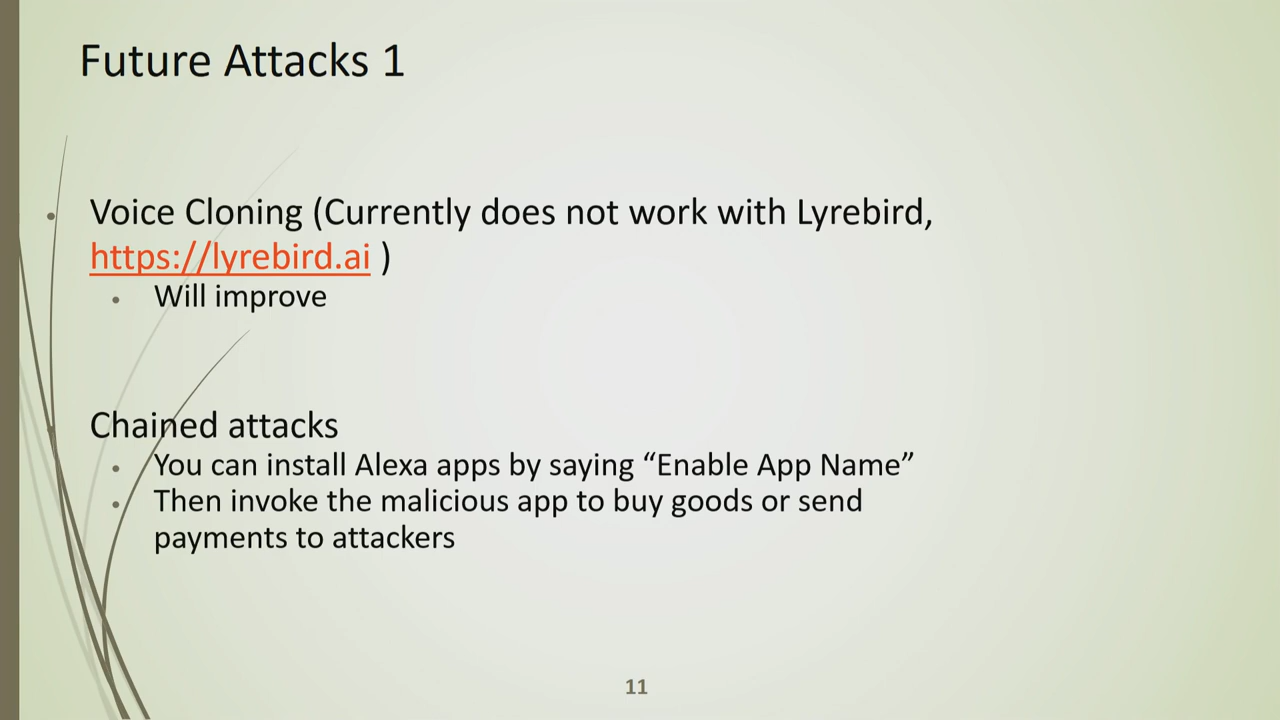 Future Attacks 1
• Voice Cloning (Currently does not work with Lyrebird,
https://lyrebird.ai )
• Will improve
• Chained attacks
• You can install Alexa apps by saying “Enable App Name”
• Then invoke the malicious app to buy goods or send
payments to attackers
11